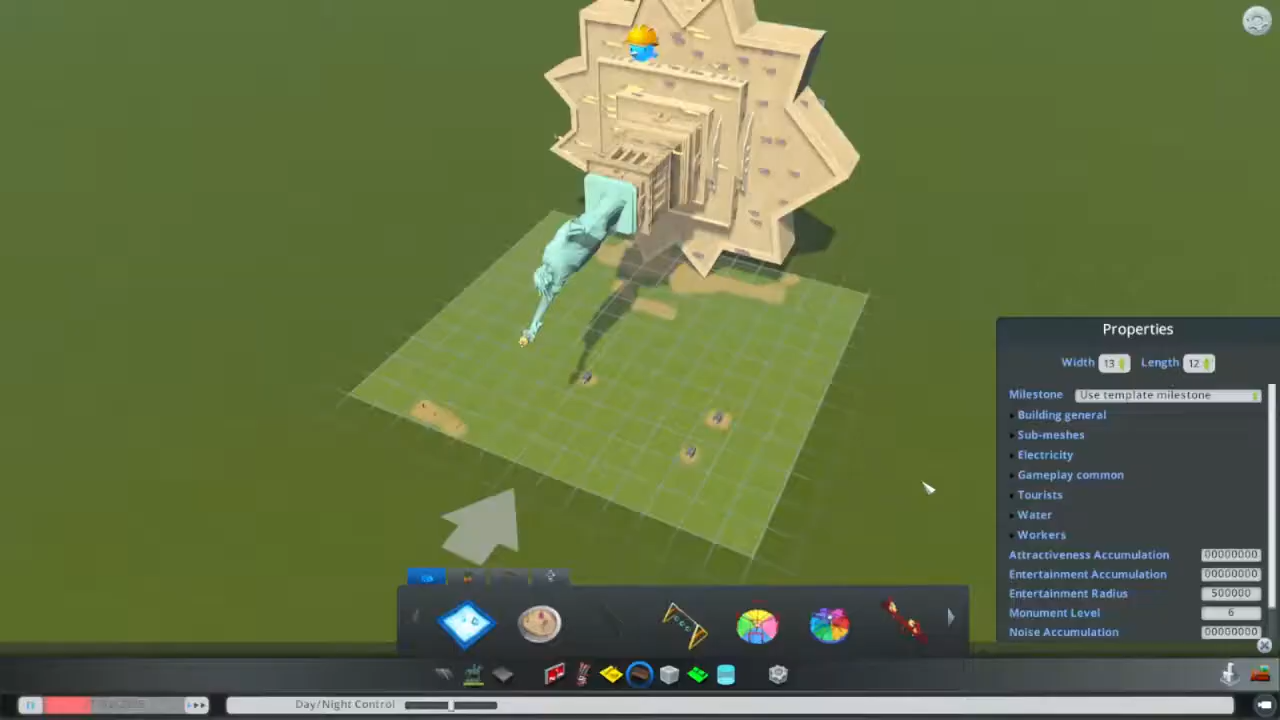 Properties
Width 13 Length 12
Milestone Use template milestone
Building general
Sub-meshes
Electricity
Gameplay common
Tourists
Water
Workers
Attractiveness Accumulation 00000000
Entertainment Accumulation 00000000
Entertainment Radius 500000
Monument Level 6
Noise Accumulation 00000000
Day/Night Control